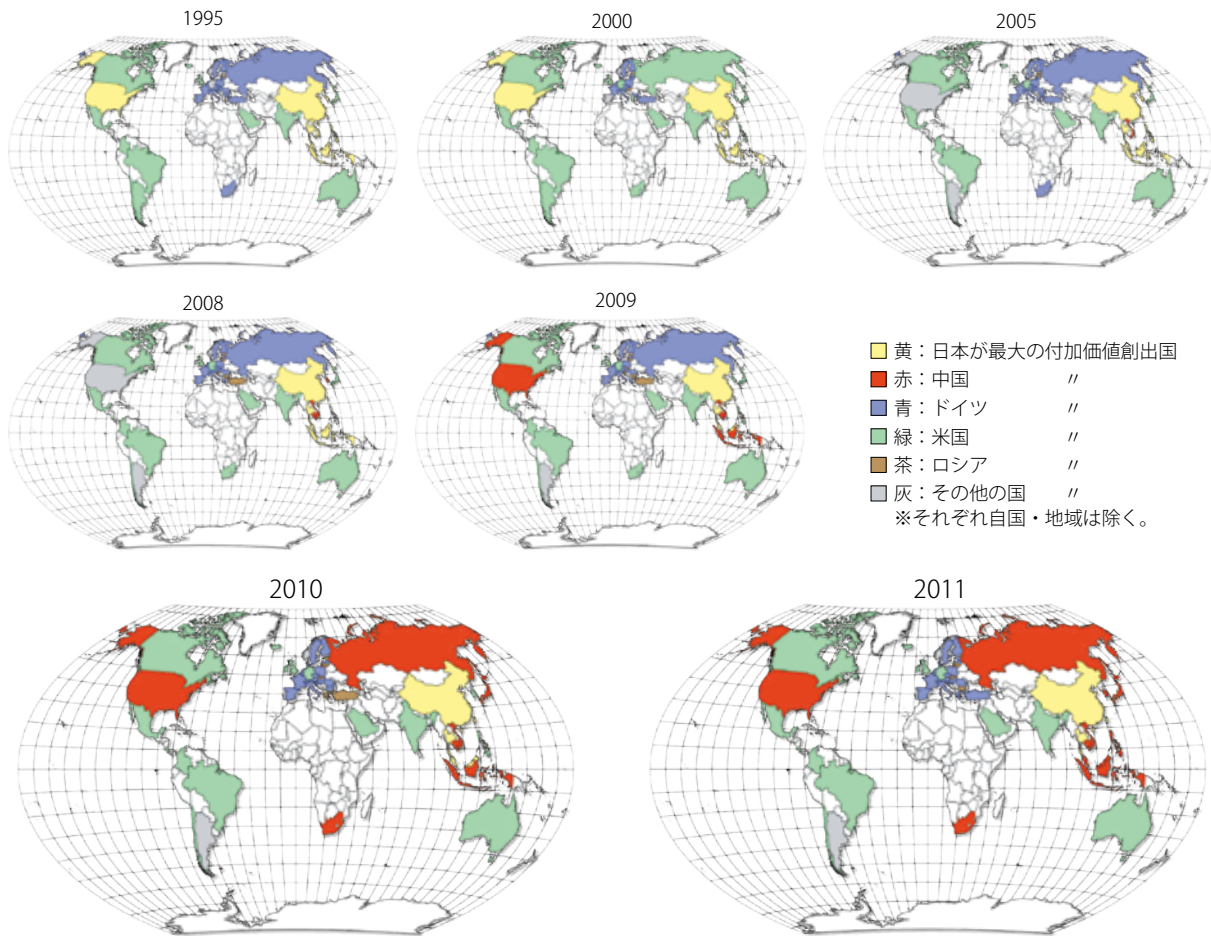 1995
2000
2005
2008
2009
黄：日本が最大の付加価値創出国
赤：中国 〃
青：ドイツ 〃
緑：米国 〃
茶：ロシア 〃
灰：その他の国 〃
※それぞれ自国・地域は除く。
2010
2011